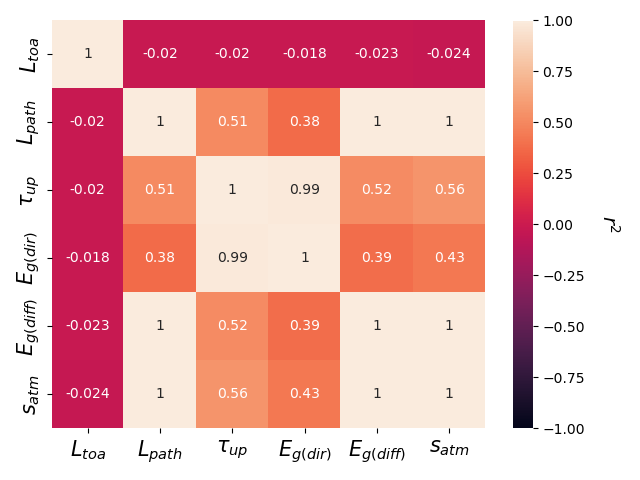 L_toa 1 -0.02 -0.02 -0.018 -0.023 -0.024
L_path -0.02 1 0.51 0.38 1 1
τ_up -0.02 0.51 1 0.99 0.52 0.56
E_g(dir) -0.018 0.38 0.99 1 0.39 0.43
E_g(diff) -0.023 1 0.52 0.39 1 1
s_atm -0.024 1 0.56 0.43 1 1
L_toa L_path τ_up E_g(dir) E_g(diff) s_atm
1.00
0.75
0.50
0.25
0.00
−0.25
−0.50
−0.75
−1.00
r²